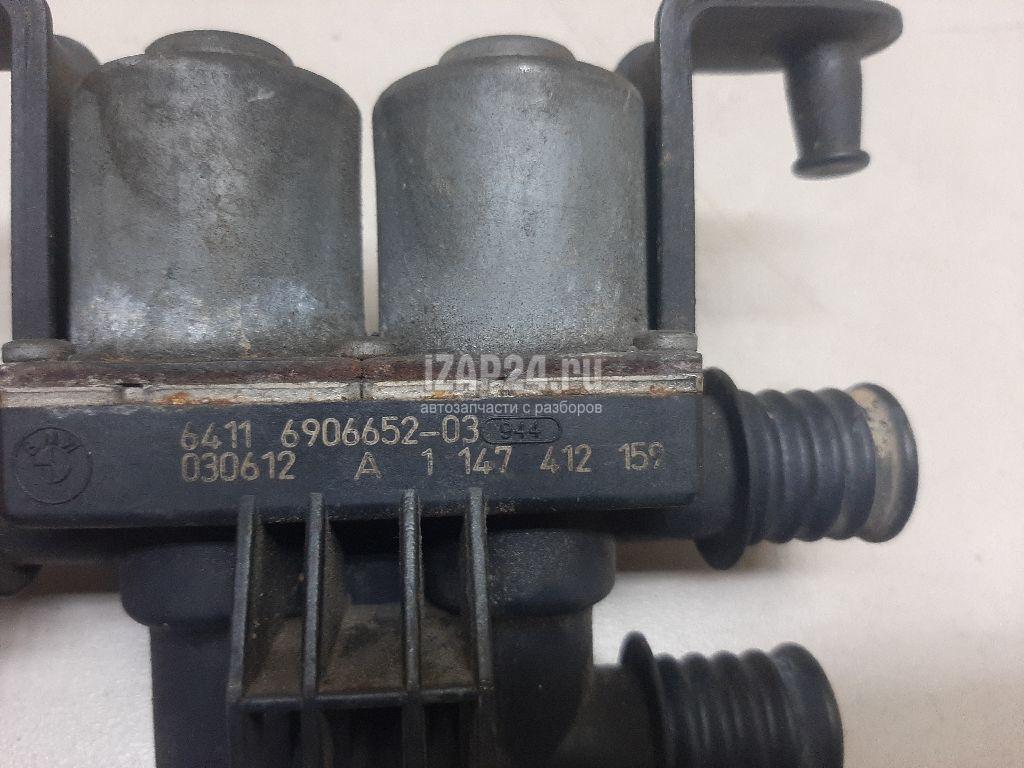 iZAP24.ru
автозапчасти с разборов
6411 6906652-03 944
030612 A 1 147 412 159